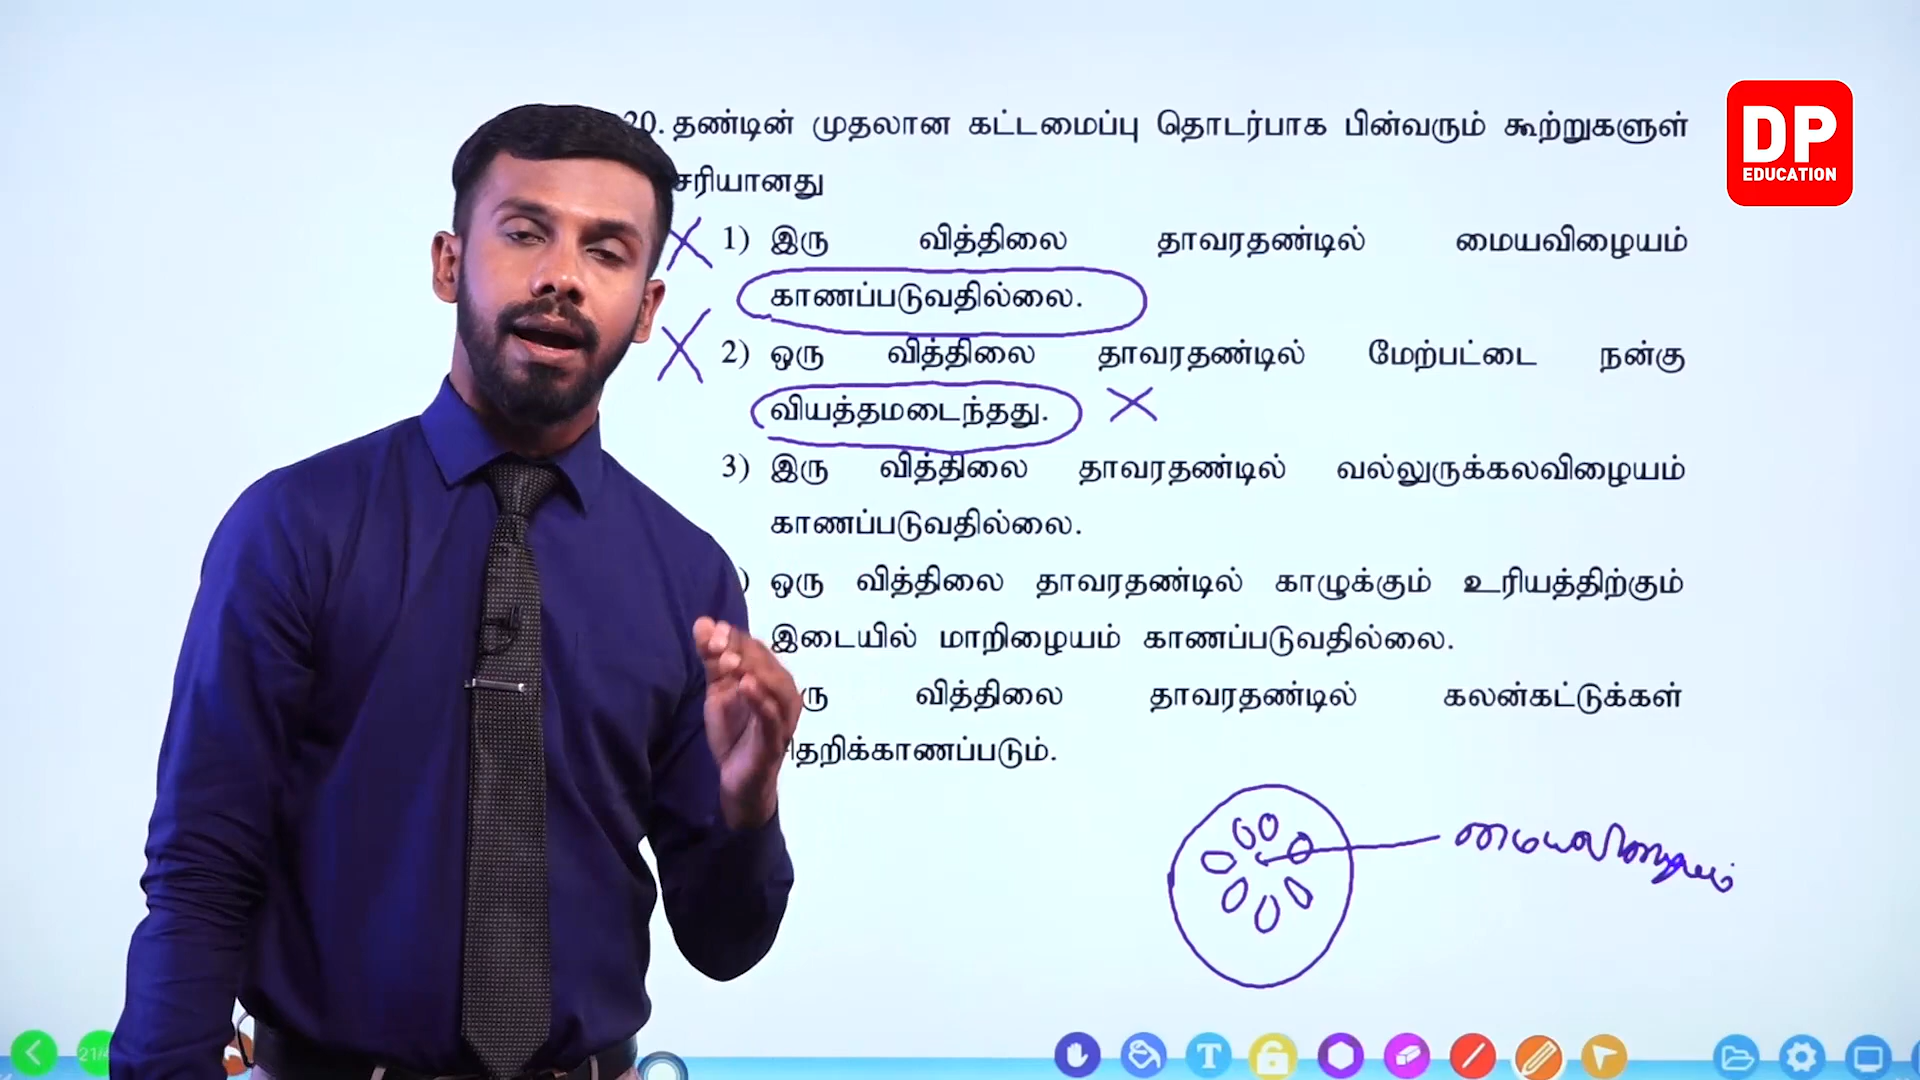 DP
EDUCATION
20. தண்டின் முதலான கட்டமைப்பு தொடர்பாக பின்வரும் கூற்றுகளுள்
சரியானது
1) இரு வித்திலை தாவரதண்டில் மையவிழையம்
காணப்படுவதில்லை.
2) ஒரு வித்திலை தாவரதண்டில் மேற்பட்டை நன்கு
வியத்தமடைந்தது.
3) இரு வித்திலை தாவரதண்டில் வல்லுருக்கலவிழையம்
காணப்படுவதில்லை.
) ஒரு வித்திலை தாவரதண்டில் காழுக்கும் உரியத்திற்கும்
இடையில் மாறிழையம் காணப்படுவதில்லை.
ரு வித்திலை தாவரதண்டில் கலன்கட்டுக்கள்
சிதறிக்காணப்படும்.
மையவிழையம்
T